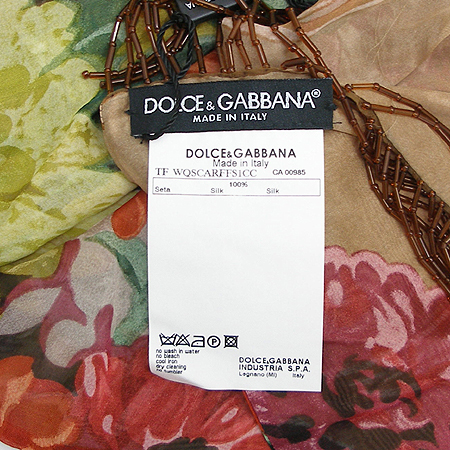 DOLCE & GABBANA®
MADE IN ITALY
DOLCE&GABBANA
Made in Italy
TF WQSCARFFS1CC CA 00985
100%
Seta Silk Silk
no wash in water
no bleach
cool iron
dry cleaning
no tumbler
DOLCE&GABBANA
INDUSTRIA S.P.A.
Legnano (MI) Italy